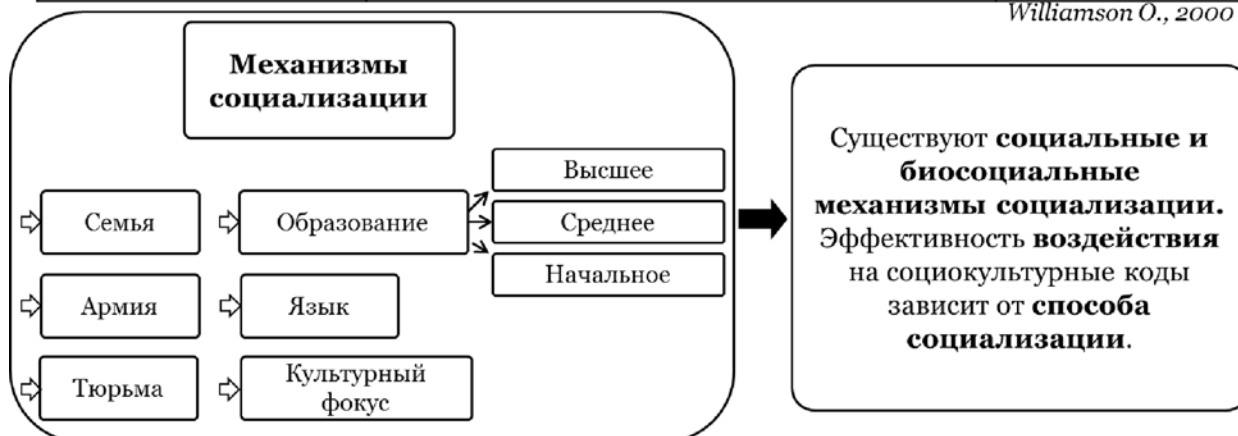 Williamson O., 2000
Механизмы
социализации
Семья
Образование
Высшее
Среднее
Начальное
Армия
Язык
Тюрьма
Культурный
фокус
Существуют социальные и
биосоциальные
механизмы социализации.
Эффективность воздействия
на социокультурные коды
зависит от способа
социализации.